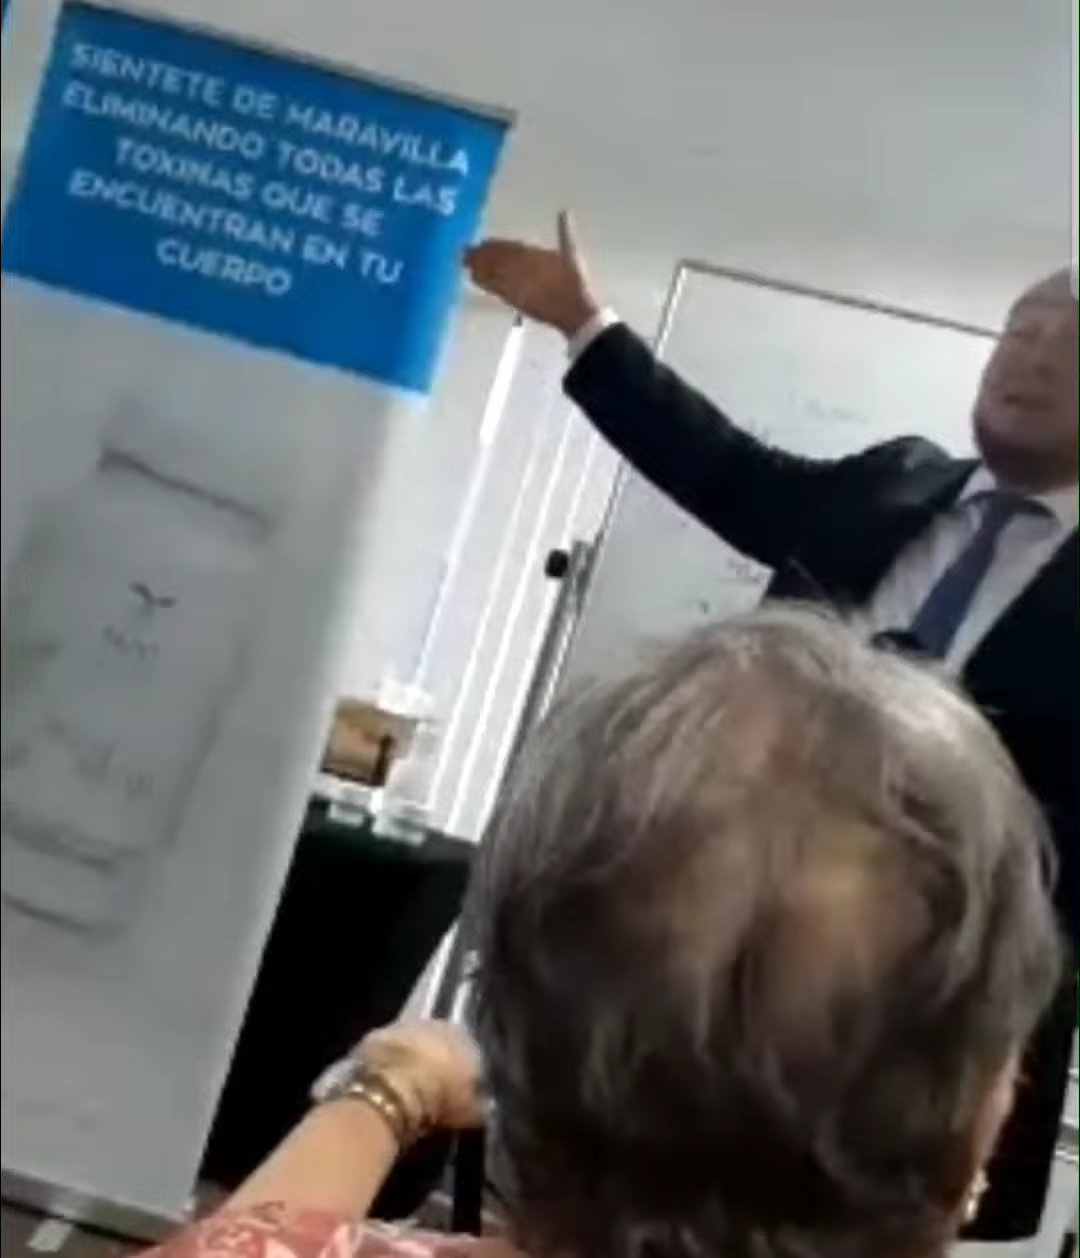 SIENTETE DE MARAVILLA
ELIMINANDO TODAS LAS
TOXINAS QUE SE
ENCUENTRAN EN TU
CUERPO